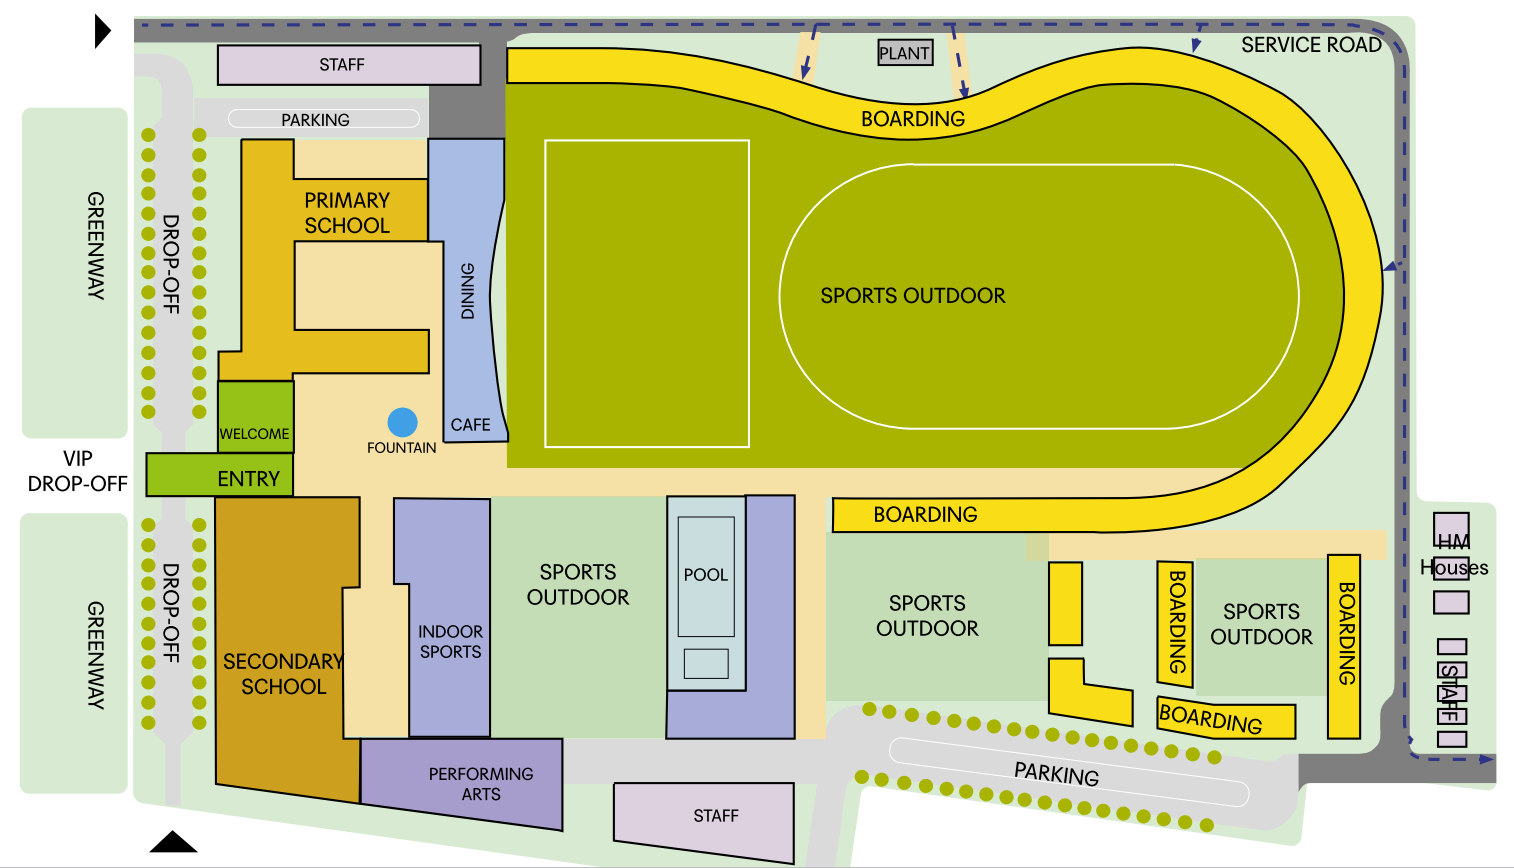 SERVICE ROAD
STAFF
PLANT
PARKING
BOARDING
GREENWAY
DROP-OFF
PRIMARY
SCHOOL
DINING
SPORTS OUTDOOR
CAFE
WELCOME
FOUNTAIN
VIP
DROP-OFF
ENTRY
BOARDING
HM
Houses
SPORTS
OUTDOOR
POOL
SPORTS
OUTDOOR
BOARDING
SPORTS
OUTDOOR
BOARDING
GREENWAY
DROP-OFF
INDOOR
SPORTS
SECONDARY
SCHOOL
STAFF
BOARDING
PARKING
PERFORMING
ARTS
STAFF